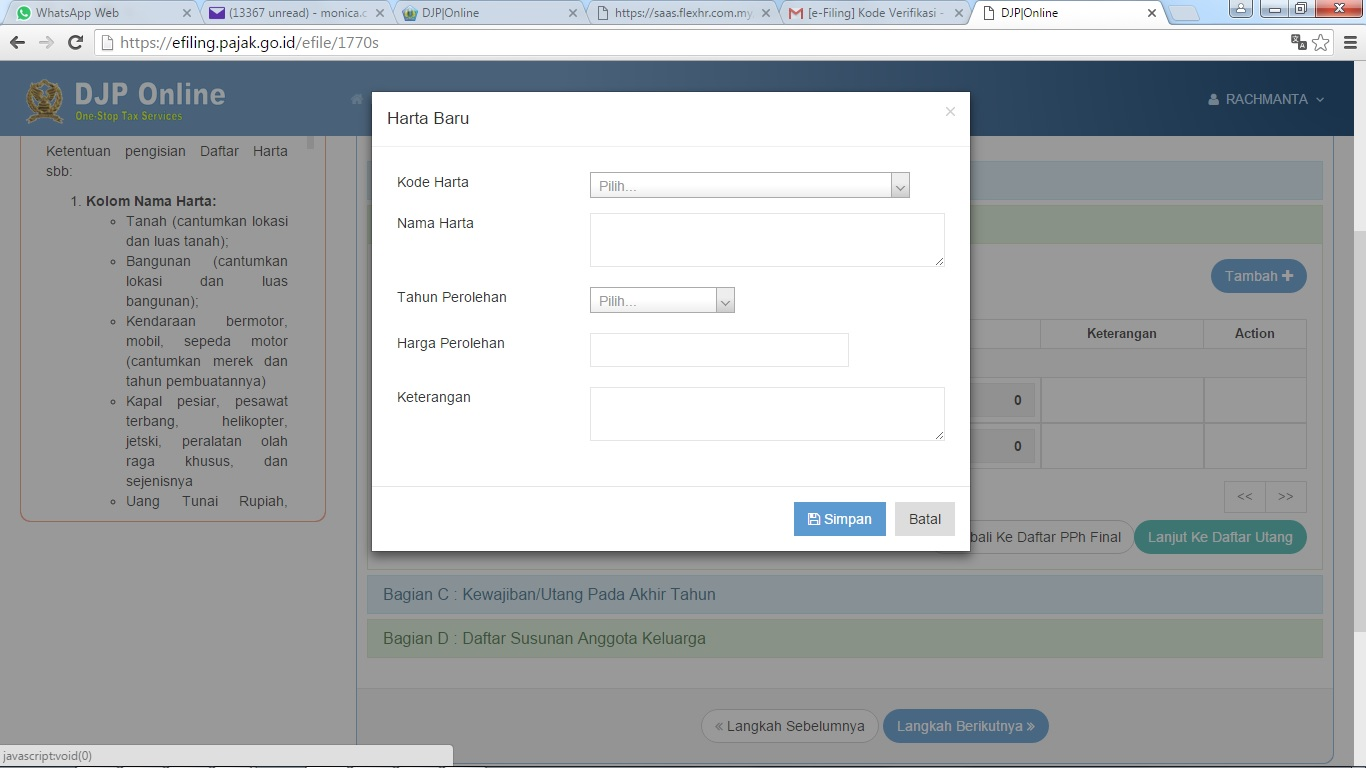 WhatsApp Web
(13367 unread) - monica.c
DJP|Online
https://saas.flexhr.com.my
[e-Filing] Kode Verifikasi -
DJP|Online
https://efiling.pajak.go.id/efile/1770s
DJP Online
One-Stop Tax Services
RACHMANTA
Ketentuan pengisian Daftar Harta
sbb:
1. Kolom Nama Harta:
Tanah (cantumkan lokasi
dan luas tanah);
Bangunan (cantumkan
lokasi dan luas
bangunan);
Kendaraan bermotor,
mobil, sepeda motor
(cantumkan merek dan
tahun pembuatannya)
Kapal pesiar, pesawat
terbang, helikopter,
jetski, peralatan olah
raga khusus, dan
sejenisnya
Uang Tunai Rupiah,
Harta Baru ×
Kode Harta Pilih...
Nama Harta
Tahun Perolehan Pilih...
Harga Perolehan
Keterangan
Simpan Batal
Tambah
Keterangan Action
0
0
<< >>
bali Ke Daftar PPh Final Lanjut Ke Daftar Utang
Bagian C : Kewajiban/Utang Pada Akhir Tahun
Bagian D : Daftar Susunan Anggota Keluarga
« Langkah Sebelumnya Langkah Berikutnya »
javascript:void(0)